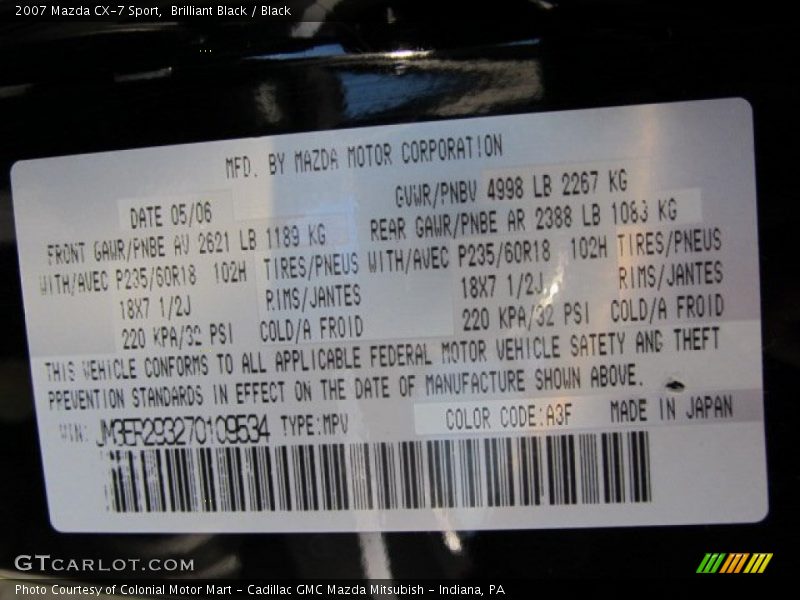 2007 Mazda CX-7 Sport,  Brilliant Black / Black
MFD. BY MAZDA MOTOR CORPORATION
DATE 05/06 GVWR/PNBV 4998 LB 2267 KG
FRONT GAWR/PNBE AV 2621 LB 1189 KG REAR GAWR/PNBE AR 2388 LB 1083 KG
WITH/AVEC P235/60R18 102H TIRES/PNEUS WITH/AVEC P235/60R18 102H TIRES/PNEUS
18X7 1/2J RIMS/JANTES 18X7 1/2J RIMS/JANTES
220 KPA/32 PSI COLD/A FROID 220 KPA/32 PSI COLD/A FROID
THIS VEHICLE CONFORMS TO ALL APPLICABLE FEDERAL MOTOR VEHICLE SAFETY AND THEFT
PREVENTION STANDARDS IN EFFECT ON THE DATE OF MANUFACTURE SHOWN ABOVE.
VIN: JM3ER293270109534 TYPE:MPV COLOR CODE:A3F MADE IN JAPAN
GTCARLOT.COM
Photo Courtesy of Colonial Motor Mart - Cadillac GMC Mazda Mitsubish - Indiana, PA